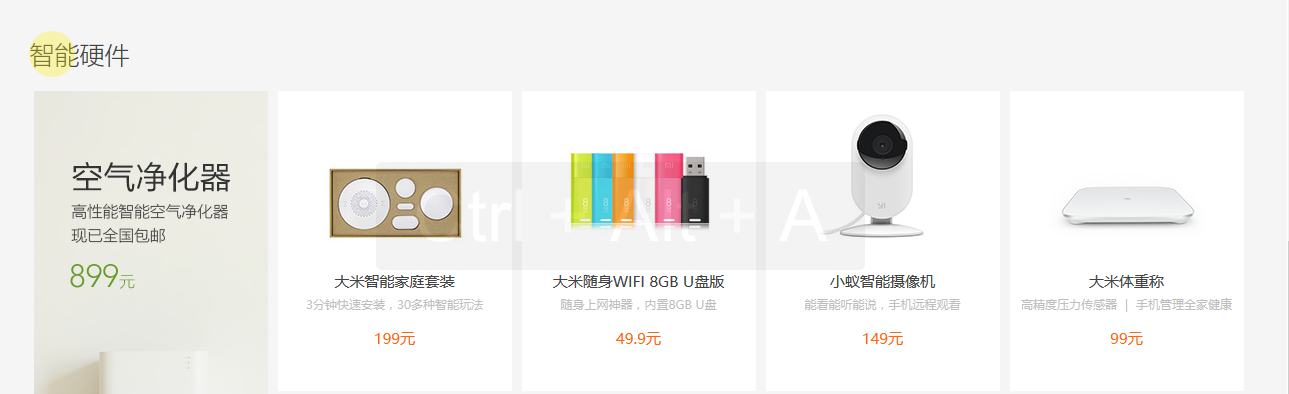 智能硬件
空气净化器
高性能智能空气净化器
现已全国包邮
899元
大米智能家庭套装
3分钟快速安装，30多种智能玩法
199元
大米随身WIFI 8GB U盘版
随身上网神器，内置8GB U盘
49.9元
小蚁智能摄像机
能看能听能说，手机远程观看
149元
大米体重称
高精度压力传感器 | 手机管理全家健康
99元
Ctrl + Alt + A